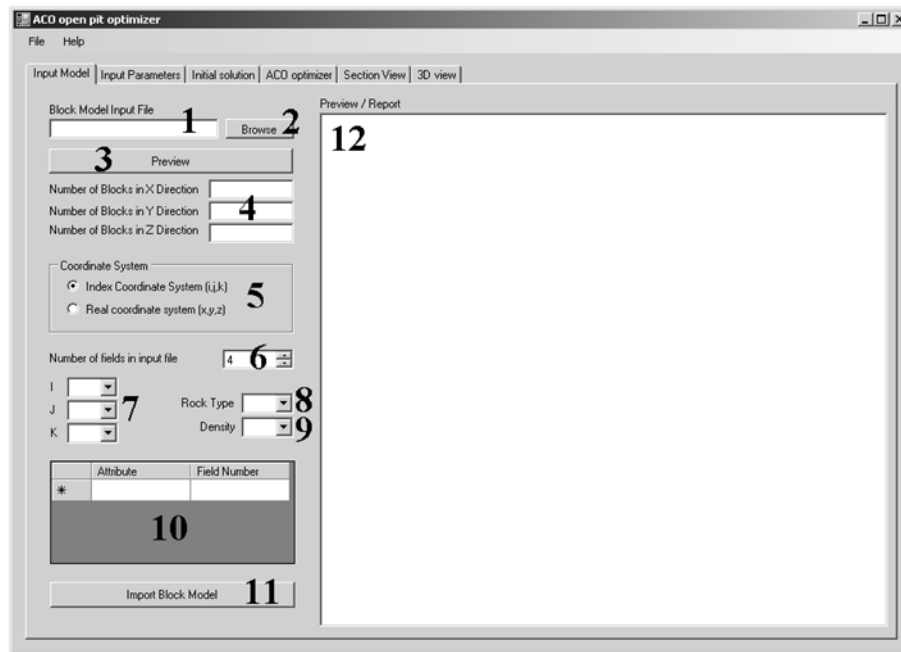 ACO open pit optimizer
File Help
Input Model Input Parameters Initial solution ACO optimizer Section View 3D view
Block Model Input File
1
Browse 2
3 Preview
Number of Blocks in X Direction
Number of Blocks in Y Direction 4
Number of Blocks in Z Direction
Coordinate System
Index Coordinate System (i,j,k)
5
Real coordinate system (x,y,z)
Number of fields in input file 4 6
I
J 7
K
Rock Type 8
Density 9
Attribute Field Number
*
10
Import Block Model 11
Preview / Report
12